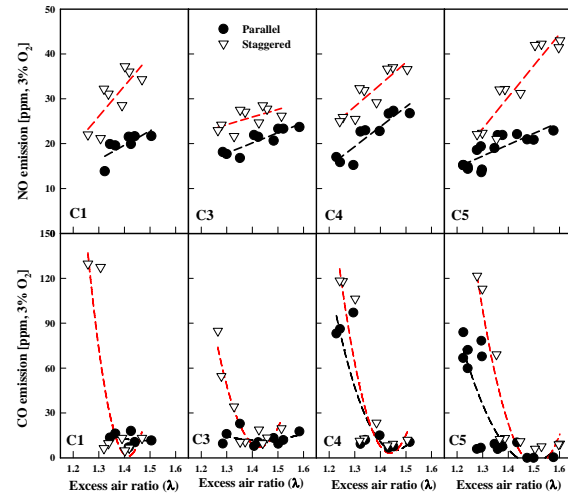 50
40
30
20
10
0
NO emission [ppm, 3% O2]
Parallel
Staggered
C1
C3
C4
C5
150
120
90
60
30
0
CO emission [ppm, 3% O2]
C1
C3
C4
C5
1.2 1.3 1.4 1.5 1.6 1.2 1.3 1.4 1.5 1.6 1.2 1.3 1.4 1.5 1.6 1.2 1.3 1.4 1.5 1.6
Excess air ratio (λ) Excess air ratio (λ) Excess air ratio (λ) Excess air ratio (λ)